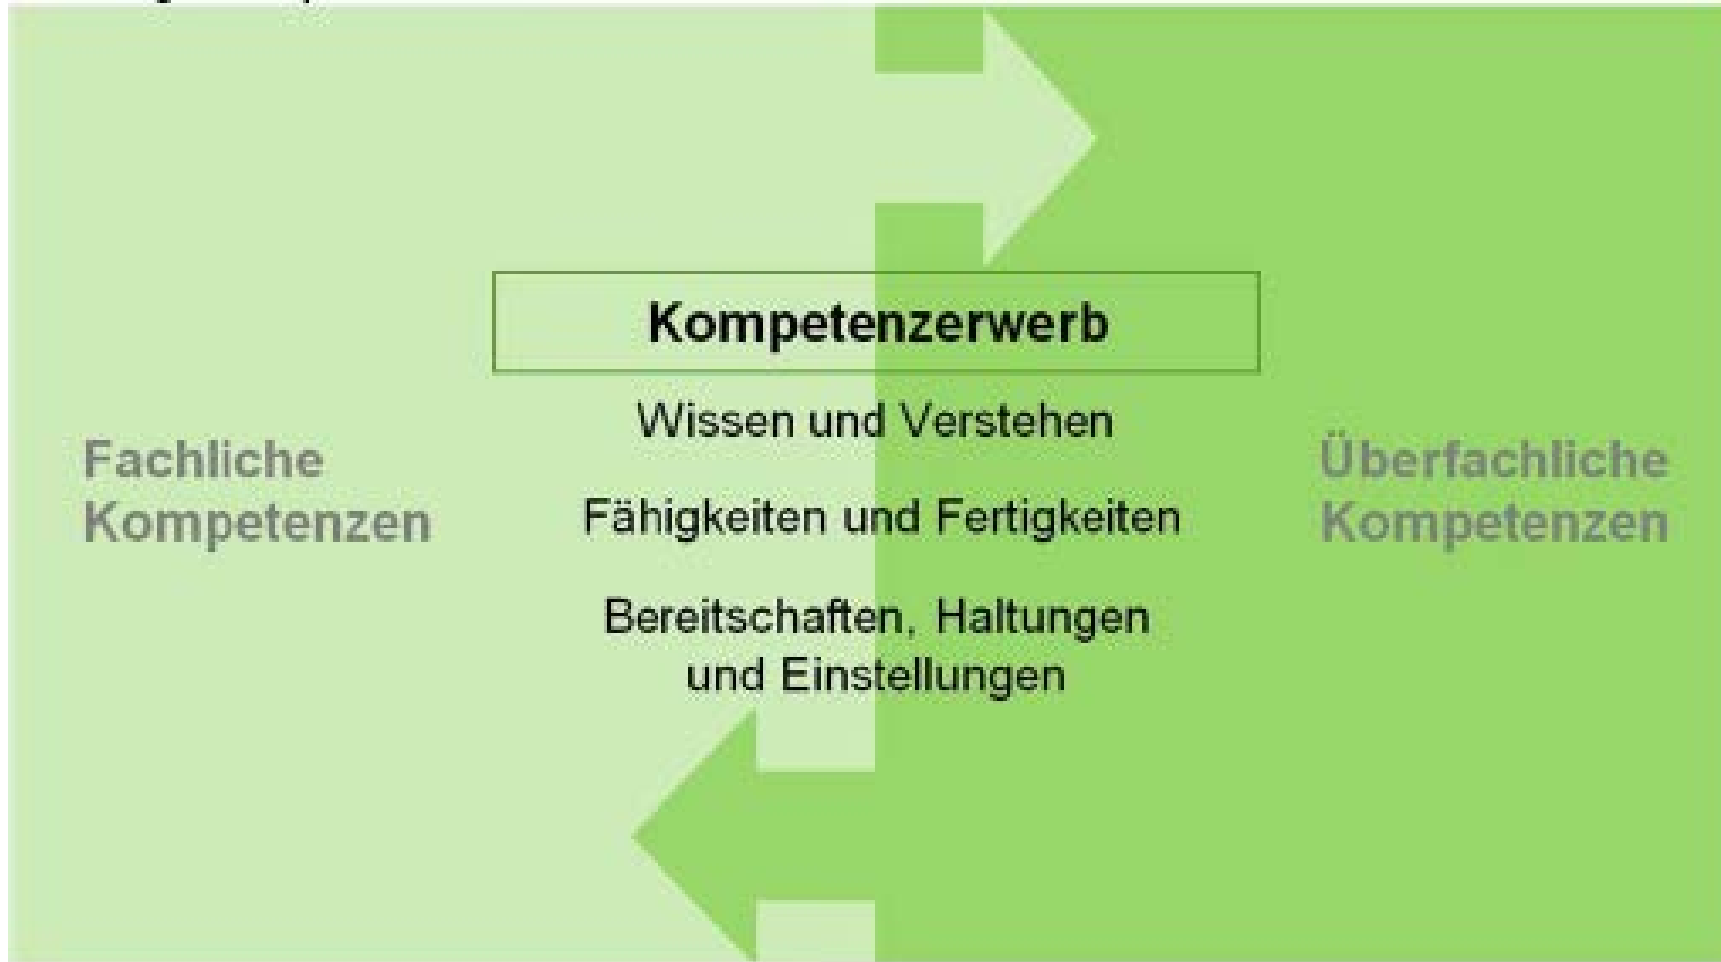 Kompetenzerwerb
Wissen und Verstehen
Fachliche
Kompetenzen
Überfachliche
Kompetenzen
Fähigkeiten und Fertigkeiten
Bereitschaften, Haltungen
und Einstellungen